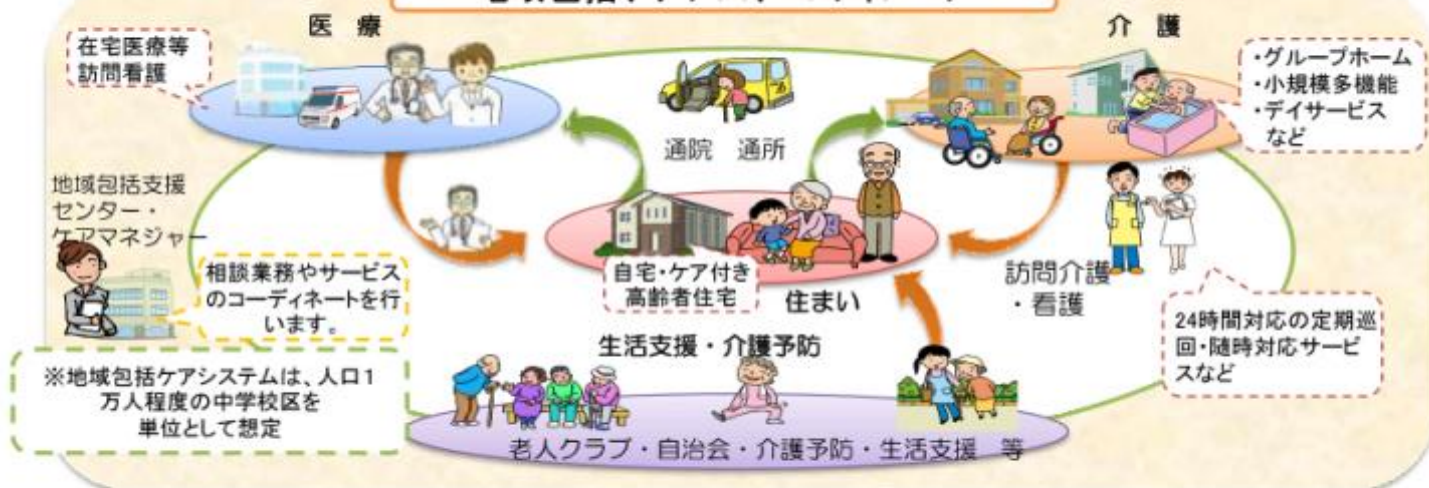 医 療
介 護
在宅医療等
訪問看護
・グループホーム
・小規模多機能
・デイサービス
など
通院 通所
地域包括支援
センター・
ケアマネジャー
相談業務やサービス
のコーディネートを行
います。
自宅・ケア付き
高齢者住宅
住まい
訪問介護
・看護
24時間対応の定期巡
回・随時対応サービ
スなど
生活支援・介護予防
※地域包括ケアシステムは、人口1
万人程度の中学校区を
単位として想定
老人クラブ・自治会・介護予防・生活支援 等